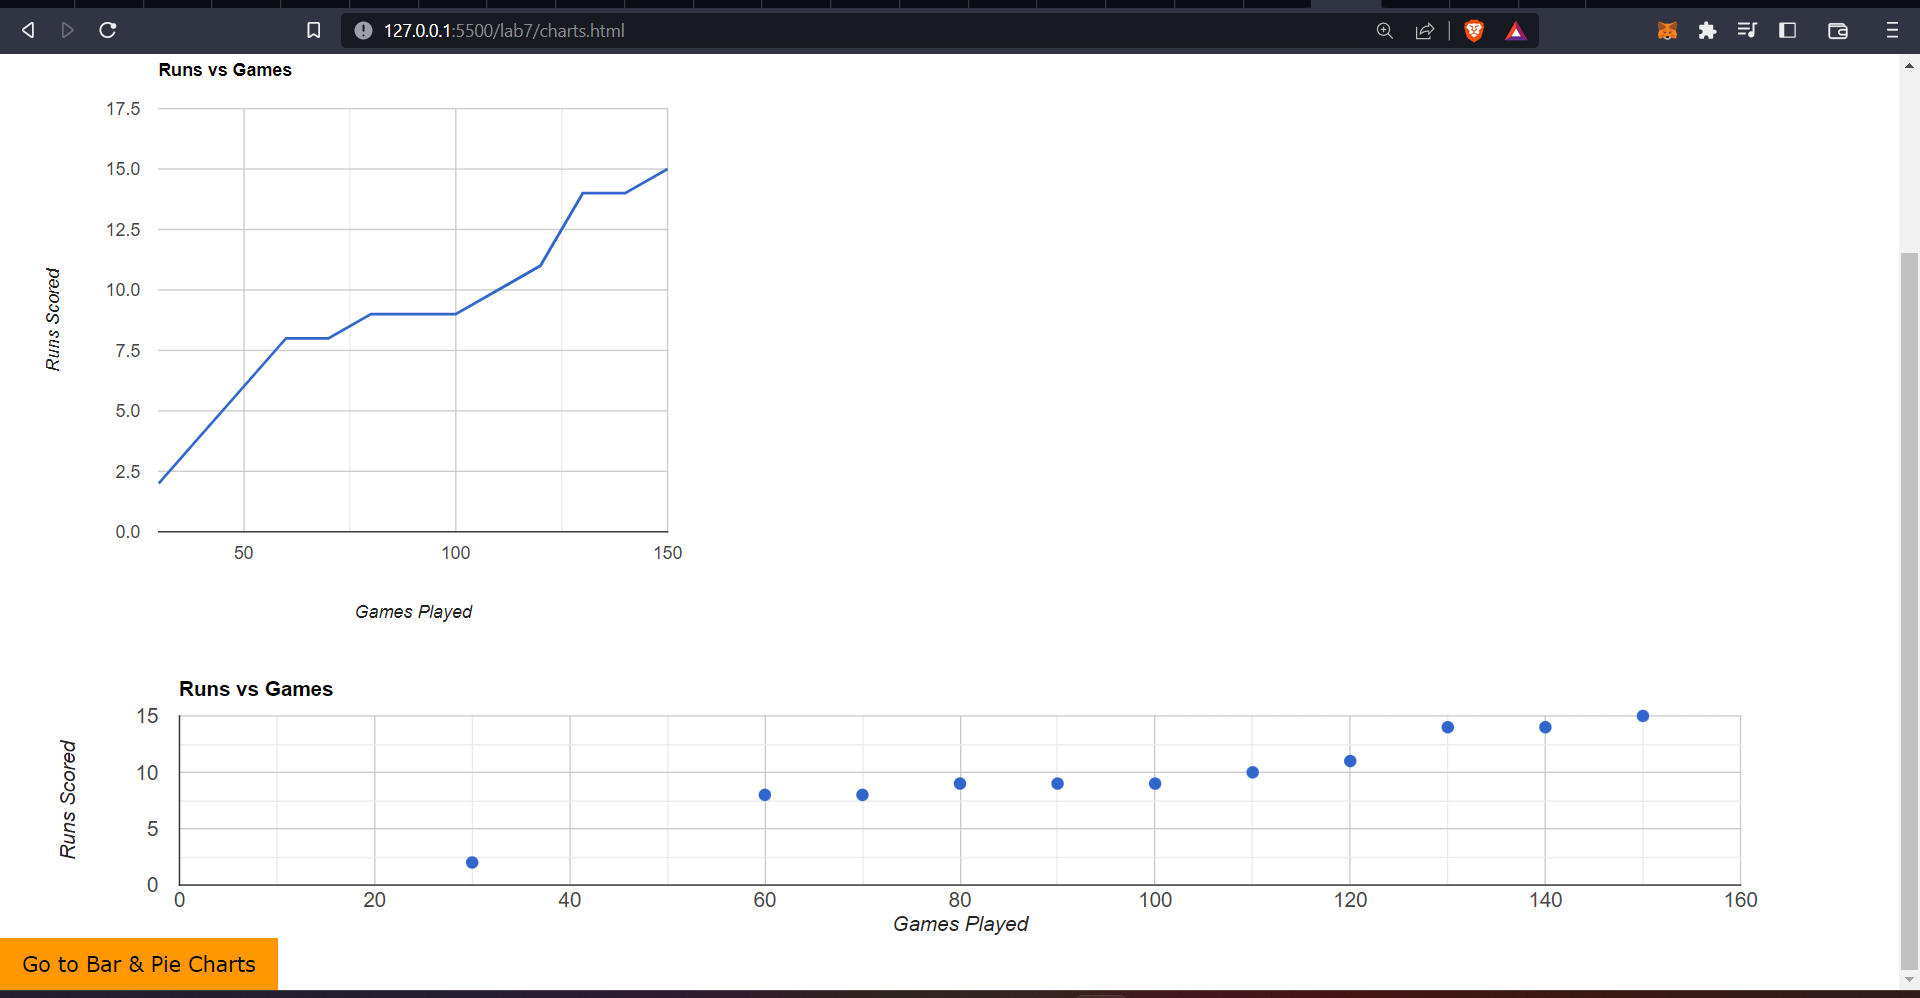 127.0.0.1:5500/lab7/charts.html
Runs vs Games
17.5
15.0
12.5
10.0
7.5
5.0
2.5
0.0
Runs Scored
50 100 150
Games Played
Runs vs Games
15
10
5
0
Runs Scored
0 20 40 60 80 100 120 140 160
Games Played
Go to Bar & Pie Charts